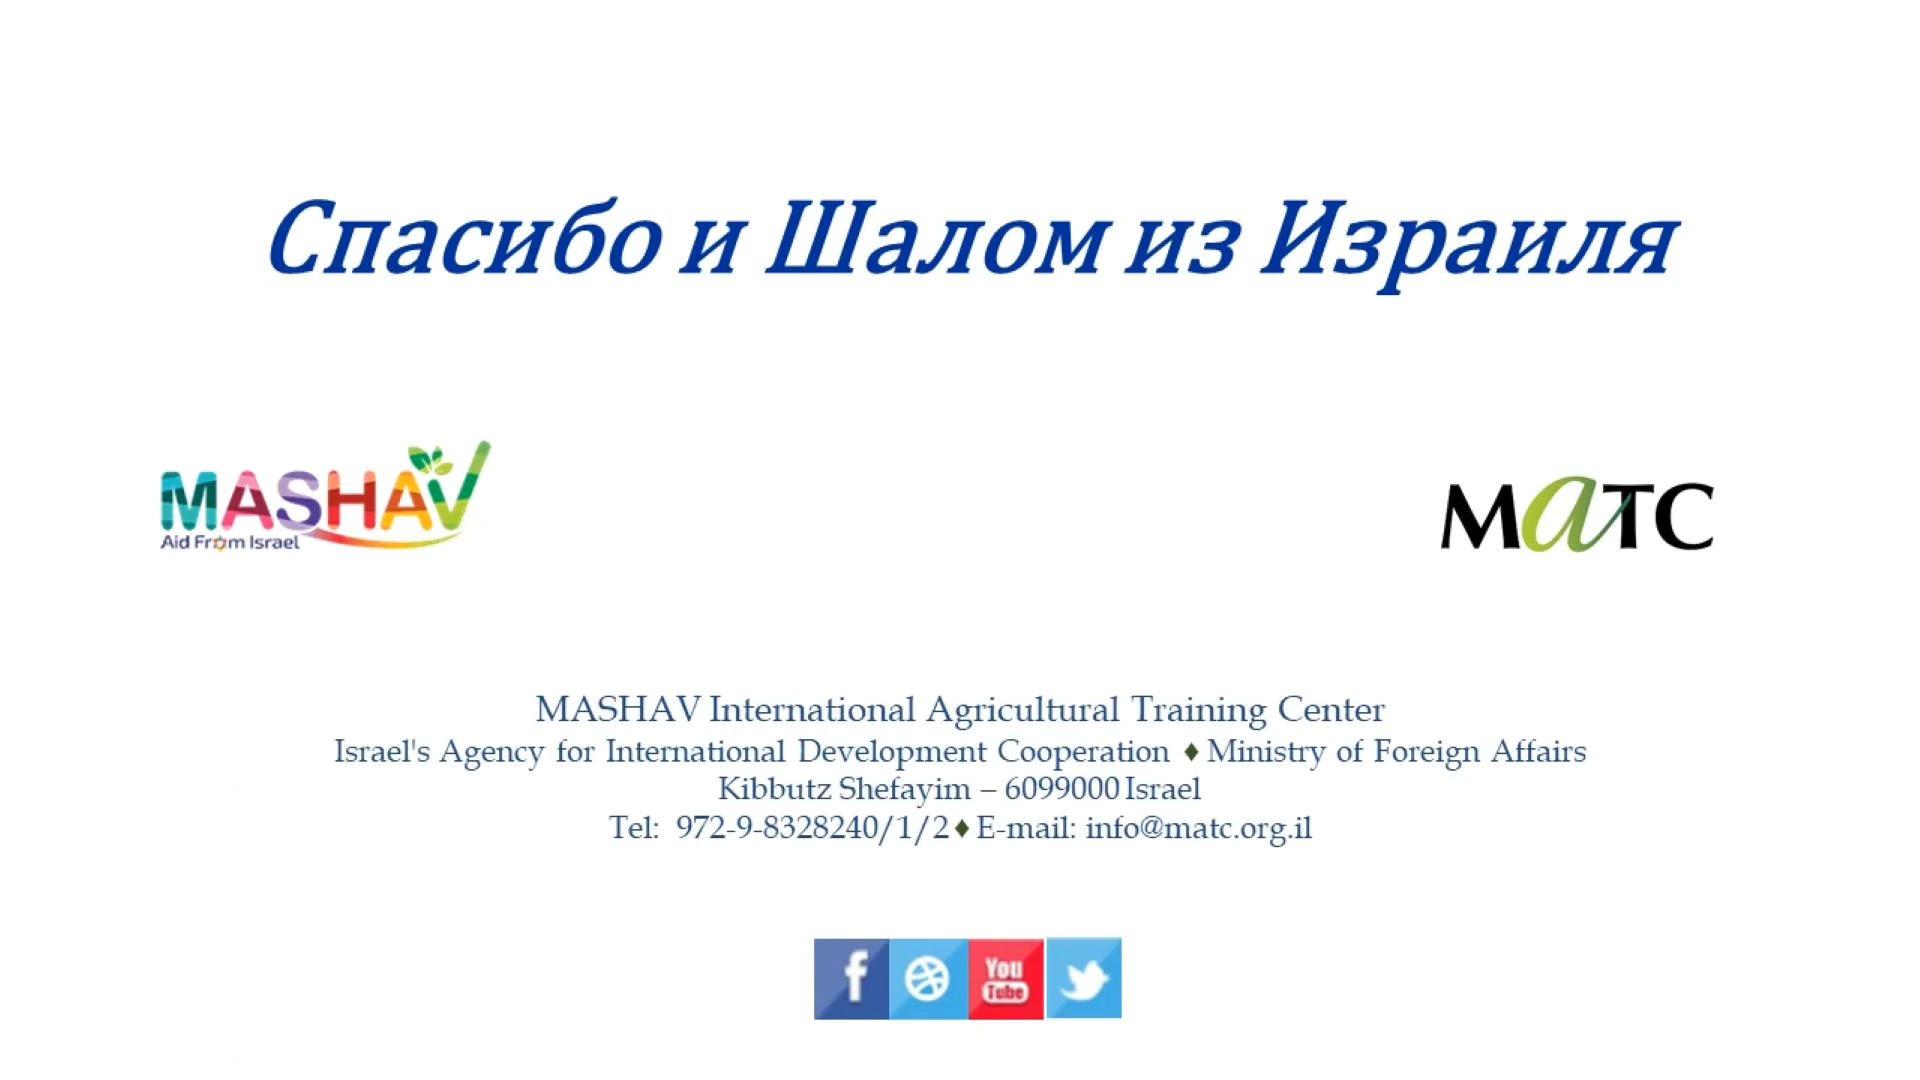 Спасибо и Шалом из Израиля
MASHAV
Aid From Israel
MATC
MASHAV International Agricultural Training Center
Israel's Agency for International Development Cooperation ♦ Ministry of Foreign Affairs
Kibbutz Shefayim – 6099000 Israel
Tel:  972-9-8328240/1/2 ♦ E-mail: info@matc.org.il
f
You
Tube